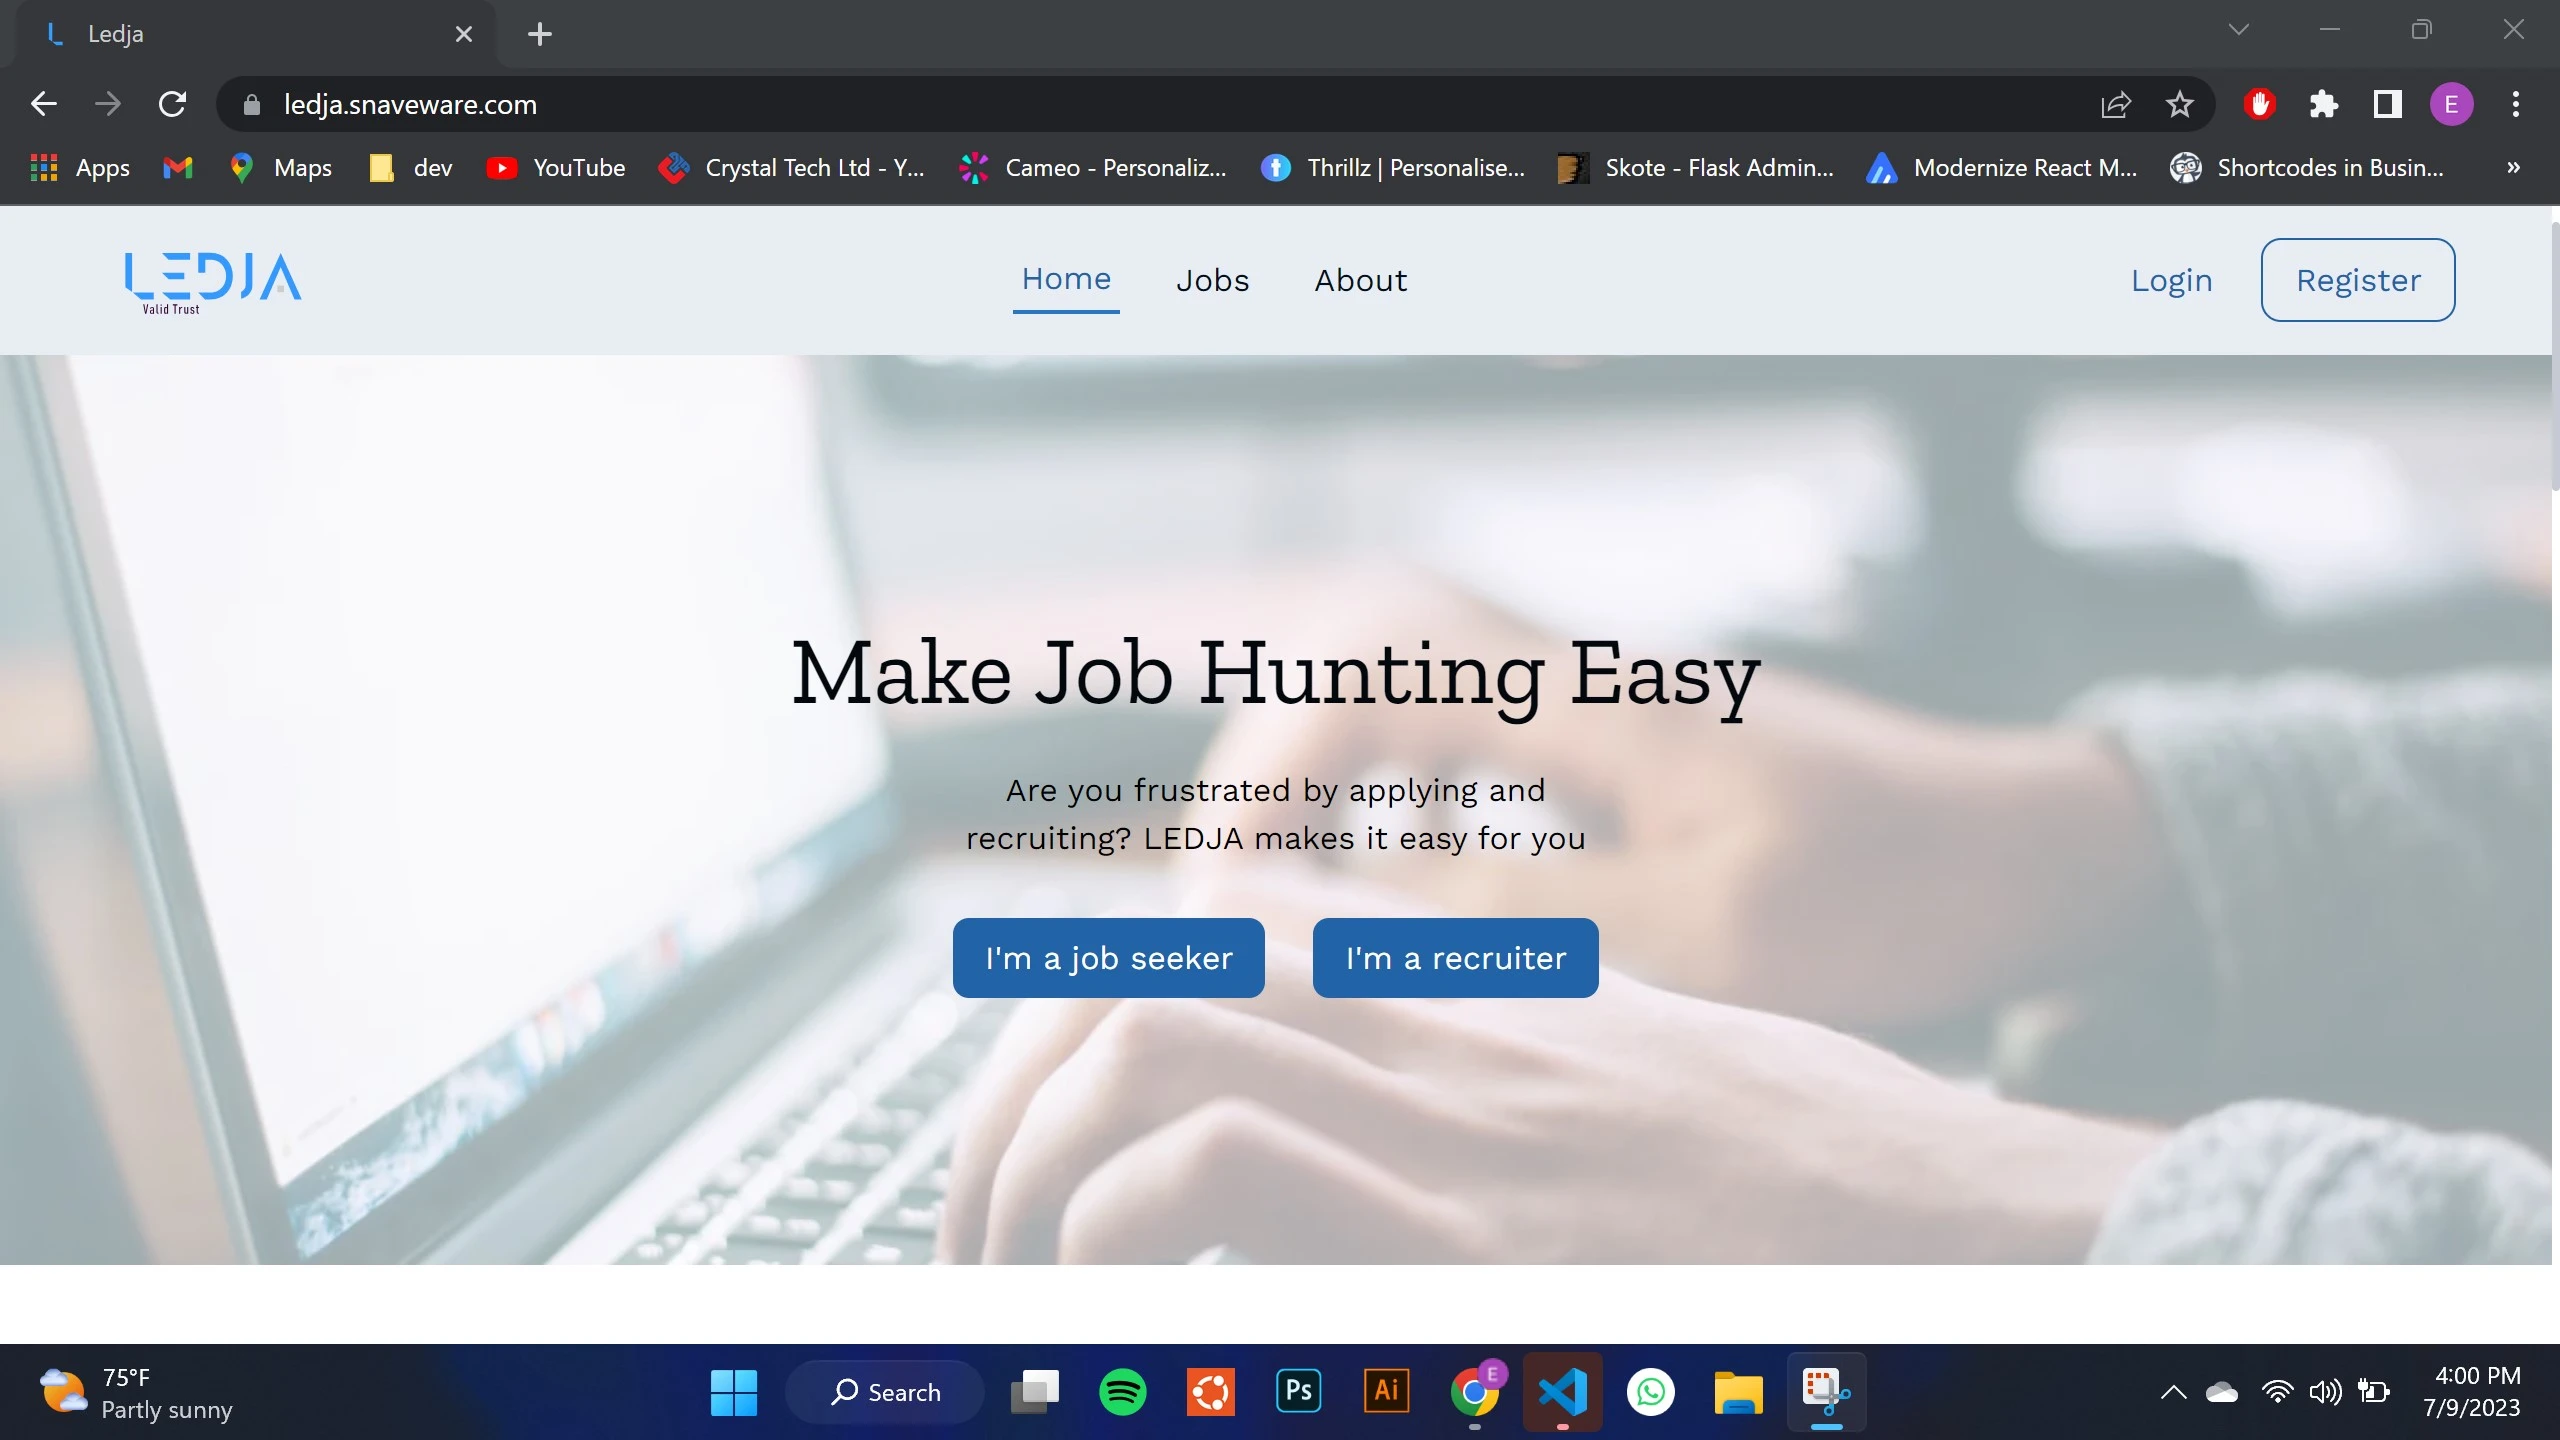 Ledja
ledja.snaveware.com
E
Apps
Maps
dev
YouTube
Crystal Tech Ltd - Y...
Cameo - Personaliz...
Thrillz | Personalise...
Skote - Flask Admin...
Modernize React M...
Shortcodes in Busin...
»
LEDJA
Valid Trust
Home
Jobs
About
Login
Register
Make Job Hunting Easy
Are you frustrated by applying and
recruiting? LEDJA makes it easy for you
I'm a job seeker
I'm a recruiter
75°F
Partly sunny
Search
Ps
Ai
E
4:00 PM
7/9/2023